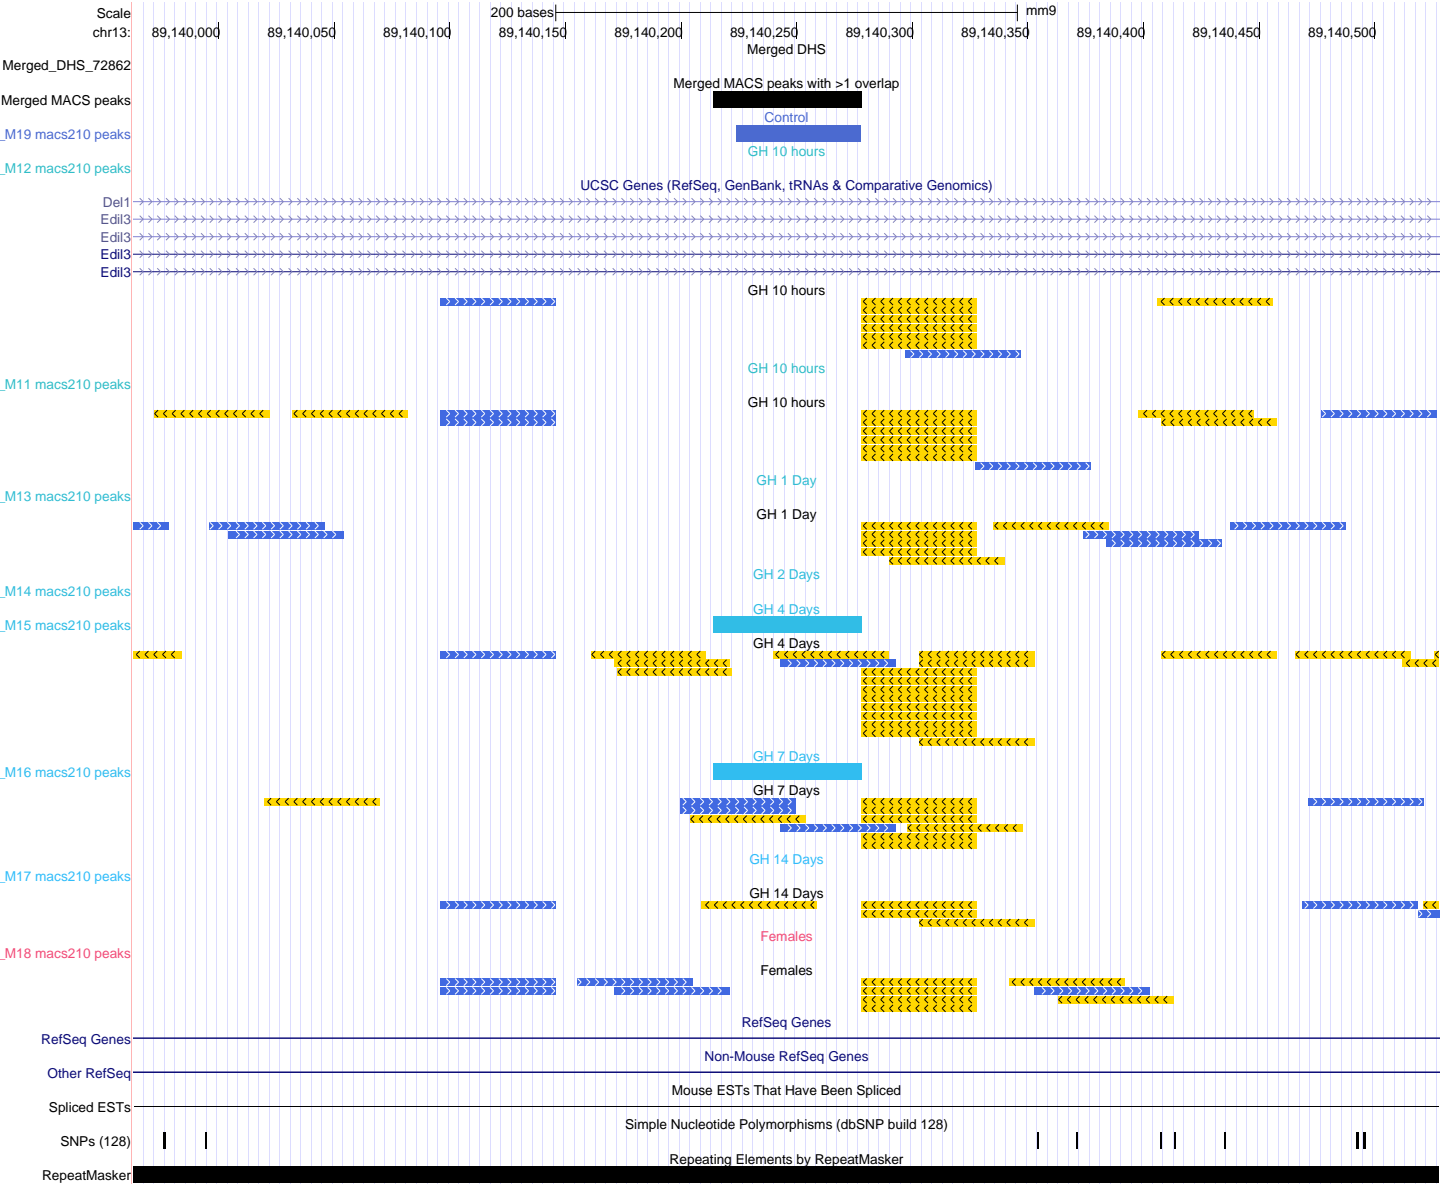 Scale 200 bases mm9
chr13: 89,140,000 89,140,050 89,140,100 89,140,150 89,140,200 89,140,250 89,140,300 89,140,350 89,140,400 89,140,450 89,140,500
Merged DHS
Merged_DHS_72862
Merged MACS peaks with >1 overlap
Merged MACS peaks
Control
_M19 macs210 peaks
GH 10 hours
_M12 macs210 peaks
UCSC Genes (RefSeq, GenBank, tRNAs & Comparative Genomics)
Del1
Edil3
Edil3
Edil3
Edil3
GH 10 hours
GH 10 hours
_M11 macs210 peaks
GH 10 hours
GH 1 Day
_M13 macs210 peaks
GH 1 Day
GH 2 Days
_M14 macs210 peaks
GH 4 Days
_M15 macs210 peaks
GH 4 Days
GH 7 Days
_M16 macs210 peaks
GH 7 Days
GH 14 Days
_M17 macs210 peaks
GH 14 Days
Females
_M18 macs210 peaks
Females
RefSeq Genes
RefSeq Genes
Non-Mouse RefSeq Genes
Other RefSeq
Mouse ESTs That Have Been Spliced
Spliced ESTs
Simple Nucleotide Polymorphisms (dbSNP build 128)
SNPs (128)
Repeating Elements by RepeatMasker
RepeatMasker